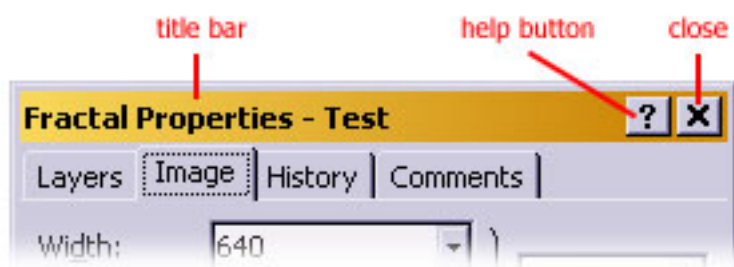 title bar help button close
Fractal Properties - Test ? X
Layers Image History Comments
Width: 640